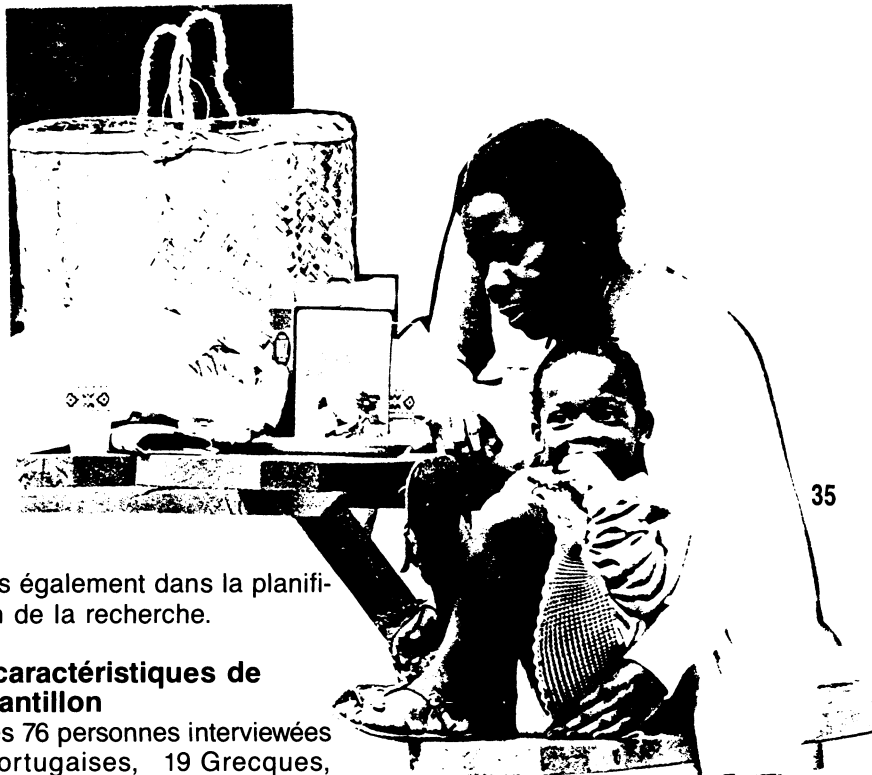 35
s également dans la planifi-
n de la recherche.
caractéristiques de
antillon
s 76 personnes interviewées
ortugaises, 19 Grecques,